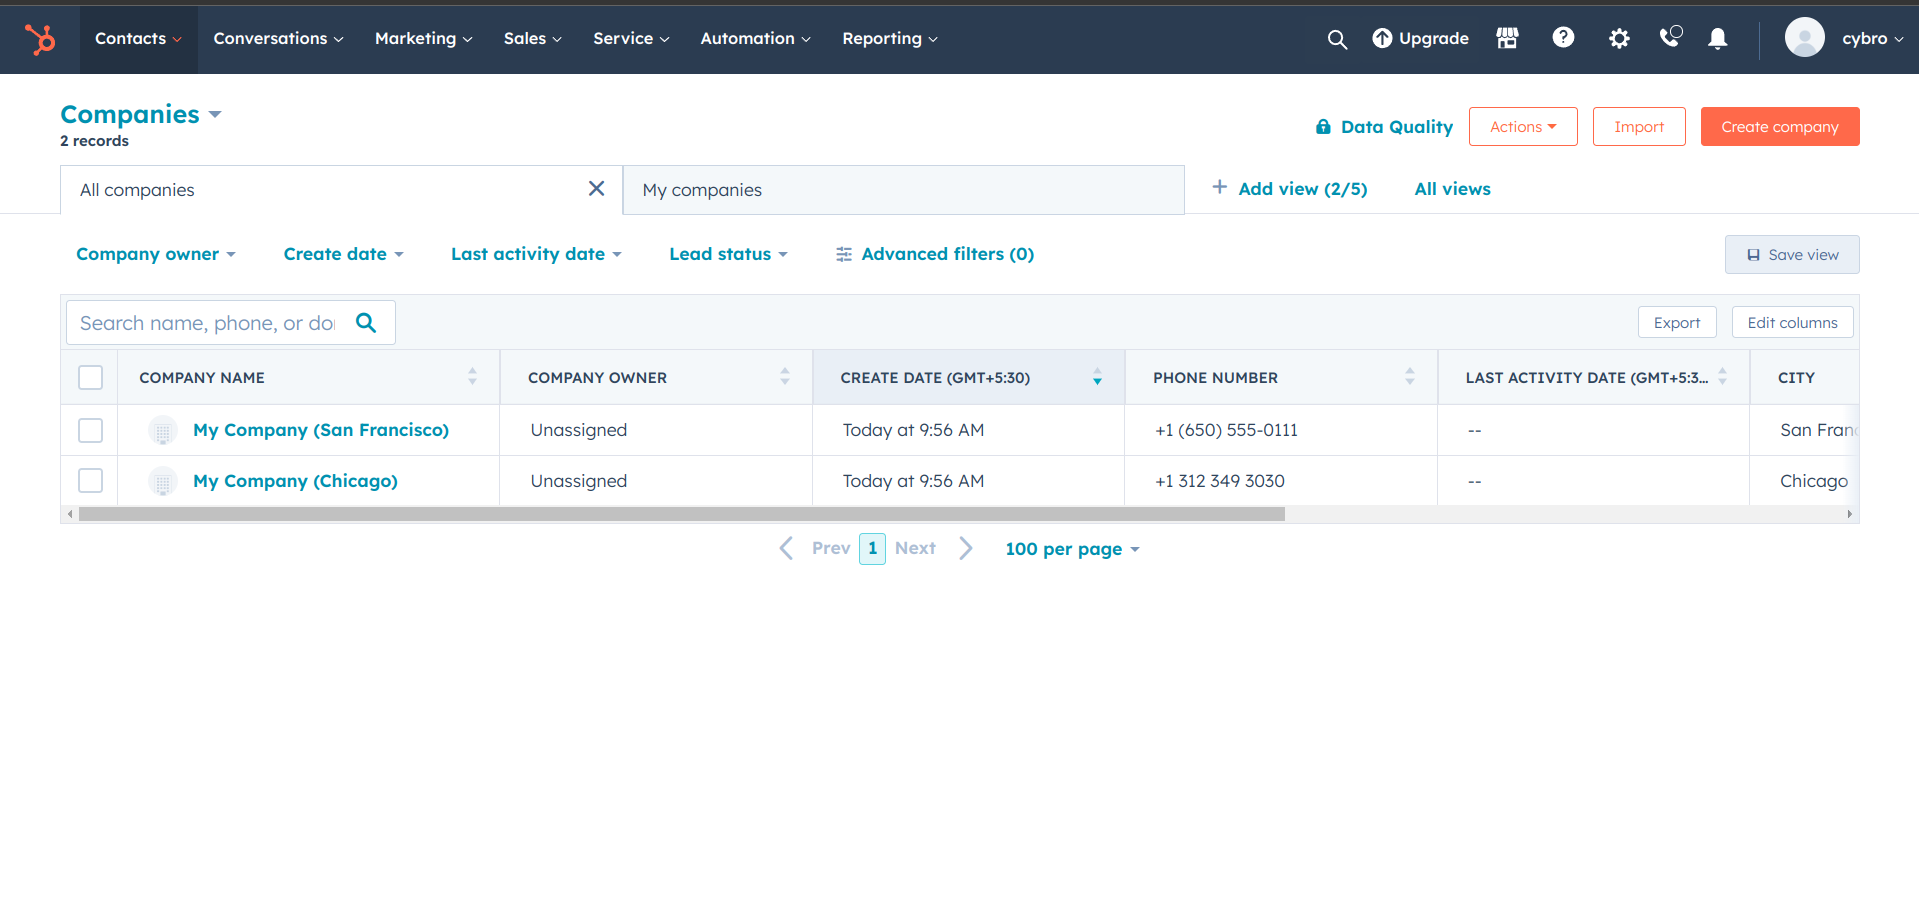 Contacts Conversations Marketing Sales Service Automation Reporting Upgrade cybro
Companies
2 records
Data Quality Actions Import Create company
All companies My companies + Add view (2/5) All views
Company owner Create date Last activity date Lead status Advanced filters (0) Save view
Search name, phone, or do Export Edit columns
COMPANY NAME COMPANY OWNER CREATE DATE (GMT+5:30) PHONE NUMBER LAST ACTIVITY DATE (GMT+5:3... CITY
My Company (San Francisco) Unassigned Today at 9:56 AM +1 (650) 555-0111 -- San Franc
My Company (Chicago) Unassigned Today at 9:56 AM +1 312 349 3030 -- Chicago
Prev 1 Next 100 per page